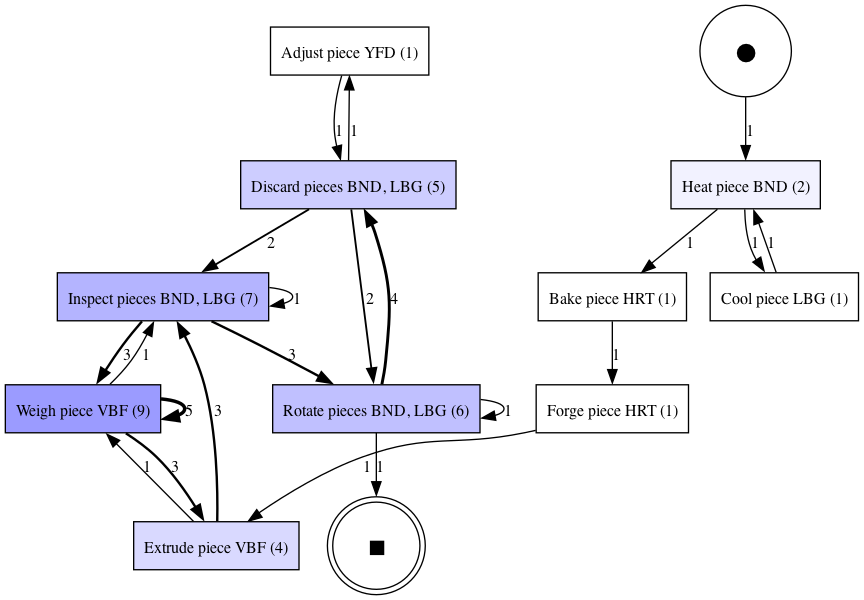 Adjust piece YFD (1)
1
1
1
Discard pieces BND, LBG (5)
Heat piece BND (2)
2
1
1
1
Inspect pieces BND, LBG (7)
1
2
4
Bake piece HRT (1)
Cool piece LBG (1)
3
1
3
1
Weigh piece VBF (9)
5
3
Rotate pieces BND, LBG (6)
1
Forge piece HRT (1)
1
3
1
1
Extrude piece VBF (4)